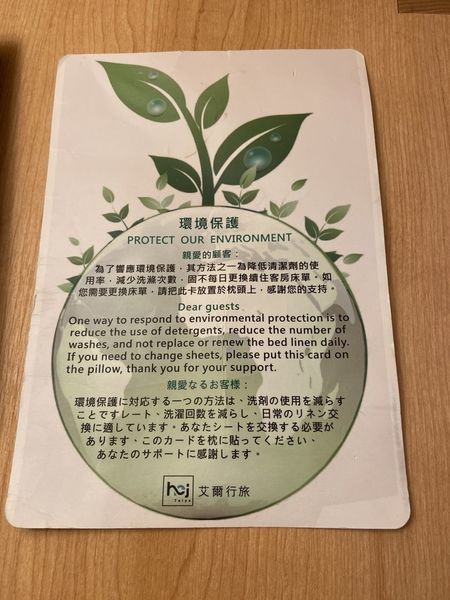 環境保護
PROTECT OUR ENVIRONMENT
親愛的顧客：
為了響應環境保護，其方法之一為降低清潔劑的使
用率，減少洗滌次數，固不每日更換續住客房床單。如
您需要更換床單，請把此卡放置於枕頭上，感謝您的支持。
Dear guests
One way to respond to environmental protection is to
reduce the use of detergents, reduce the number of
washes, and not replace or renew the bed linen daily.
If you need to change sheets, please put this card on
the pillow, thank you for your support.
親愛なるお客様：
環境保護に対応する一つの方法は、洗剤の使用を減らす
ことですレート、洗濯回数を減らし、日常のリネン交
換に適しています。あなたシートを交換する必要が
あります、このカードを枕に貼ってください、
あなたのサポートに感謝します。
hcj 艾爾行旅
Taipa